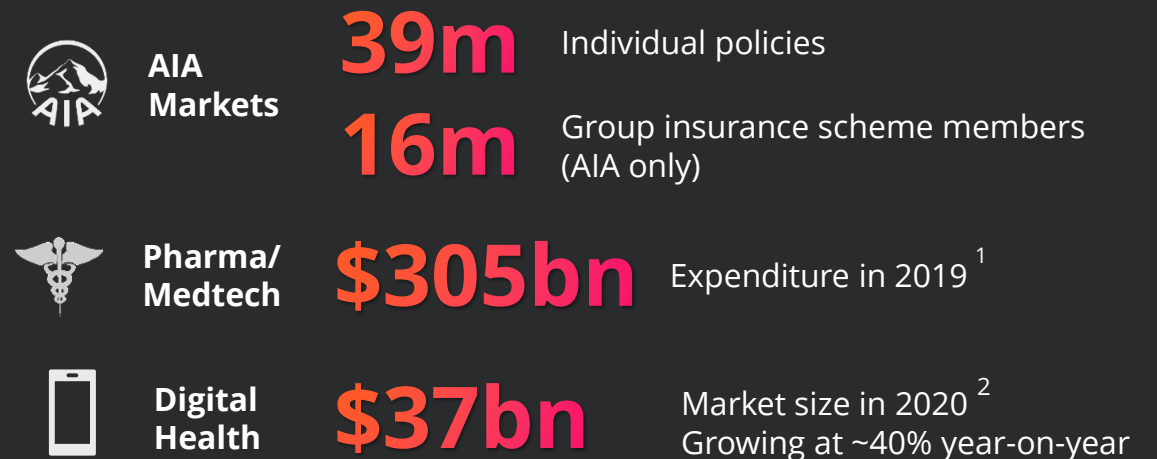 AIA
AIA
Markets
39m
Individual policies
16m
Group insurance scheme members
(AIA only)
Pharma/
Medtech
$305bn
Expenditure in 2019 1
Digital
Health
$37bn
Market size in 2020 2
Growing at ~40% year-on-year